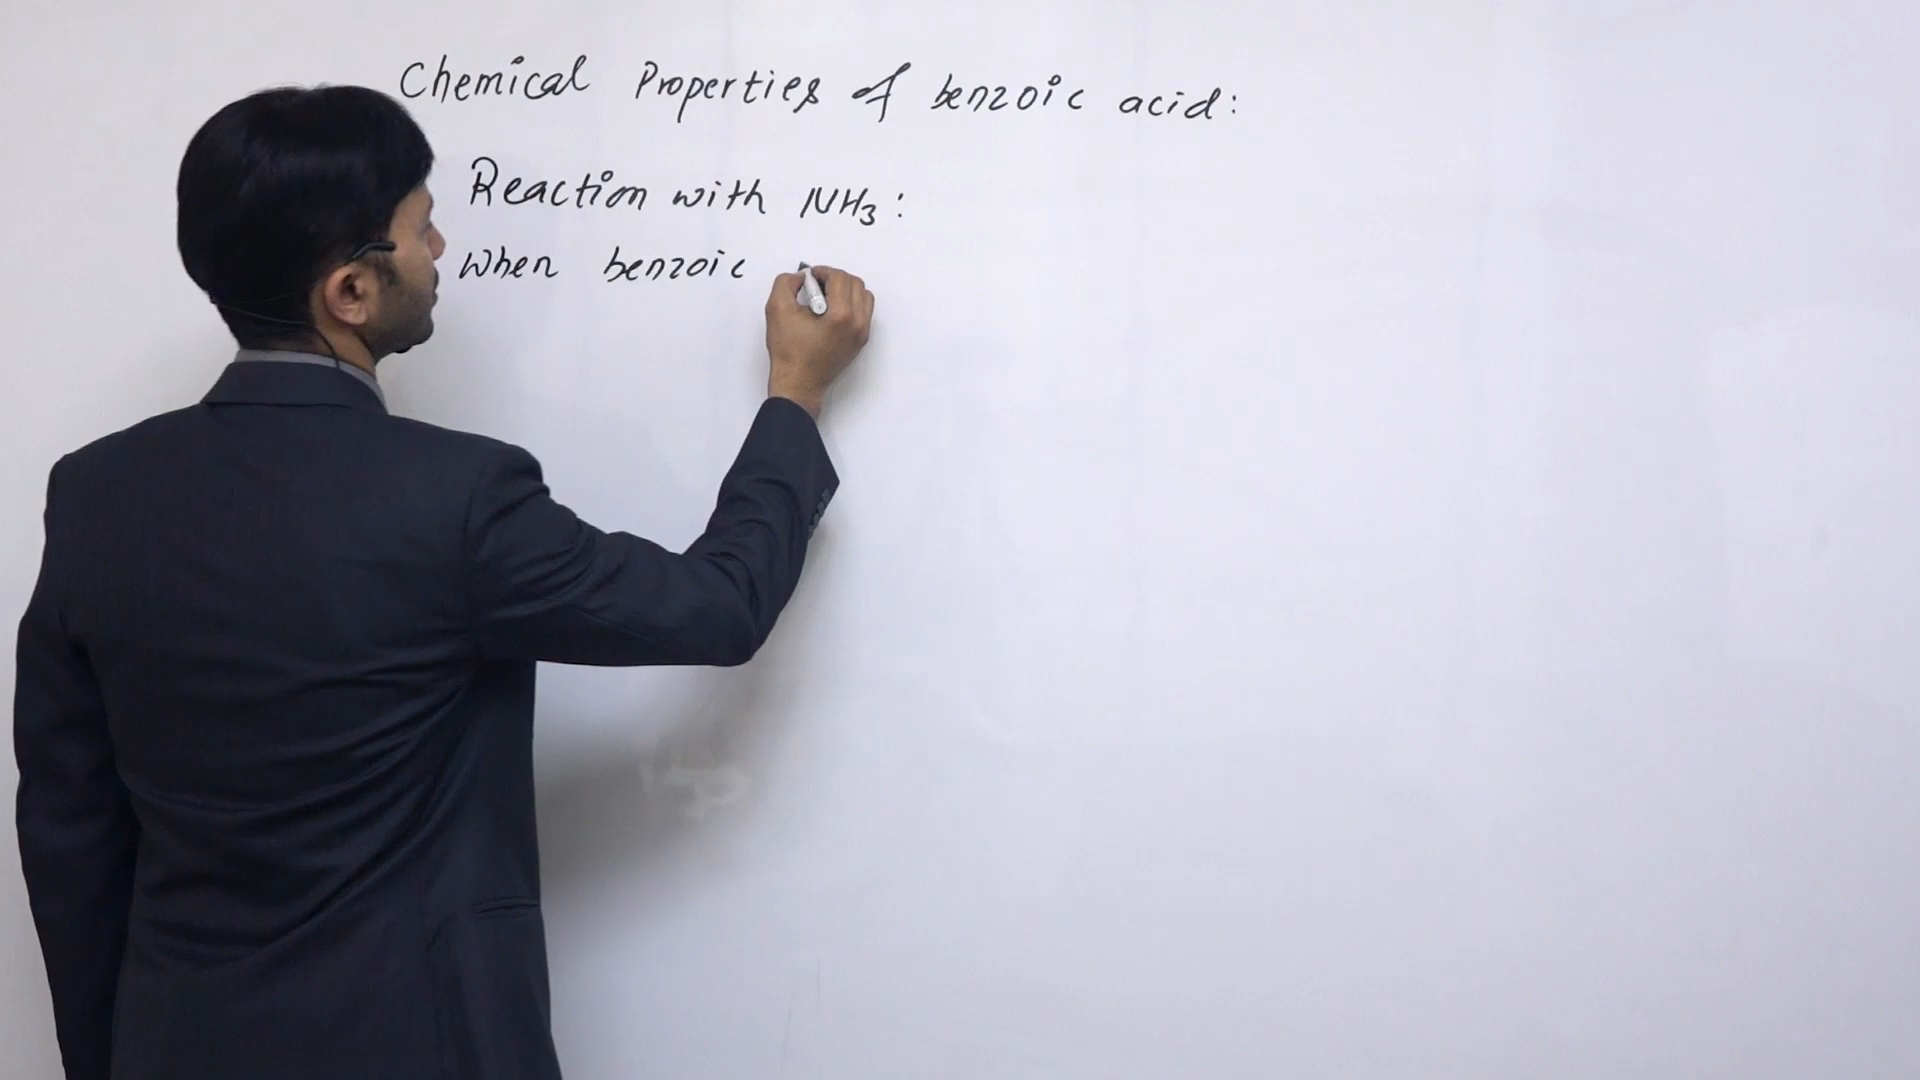 Chemical Properties of benzoic acid:
Reaction with NH3:
When benzoic